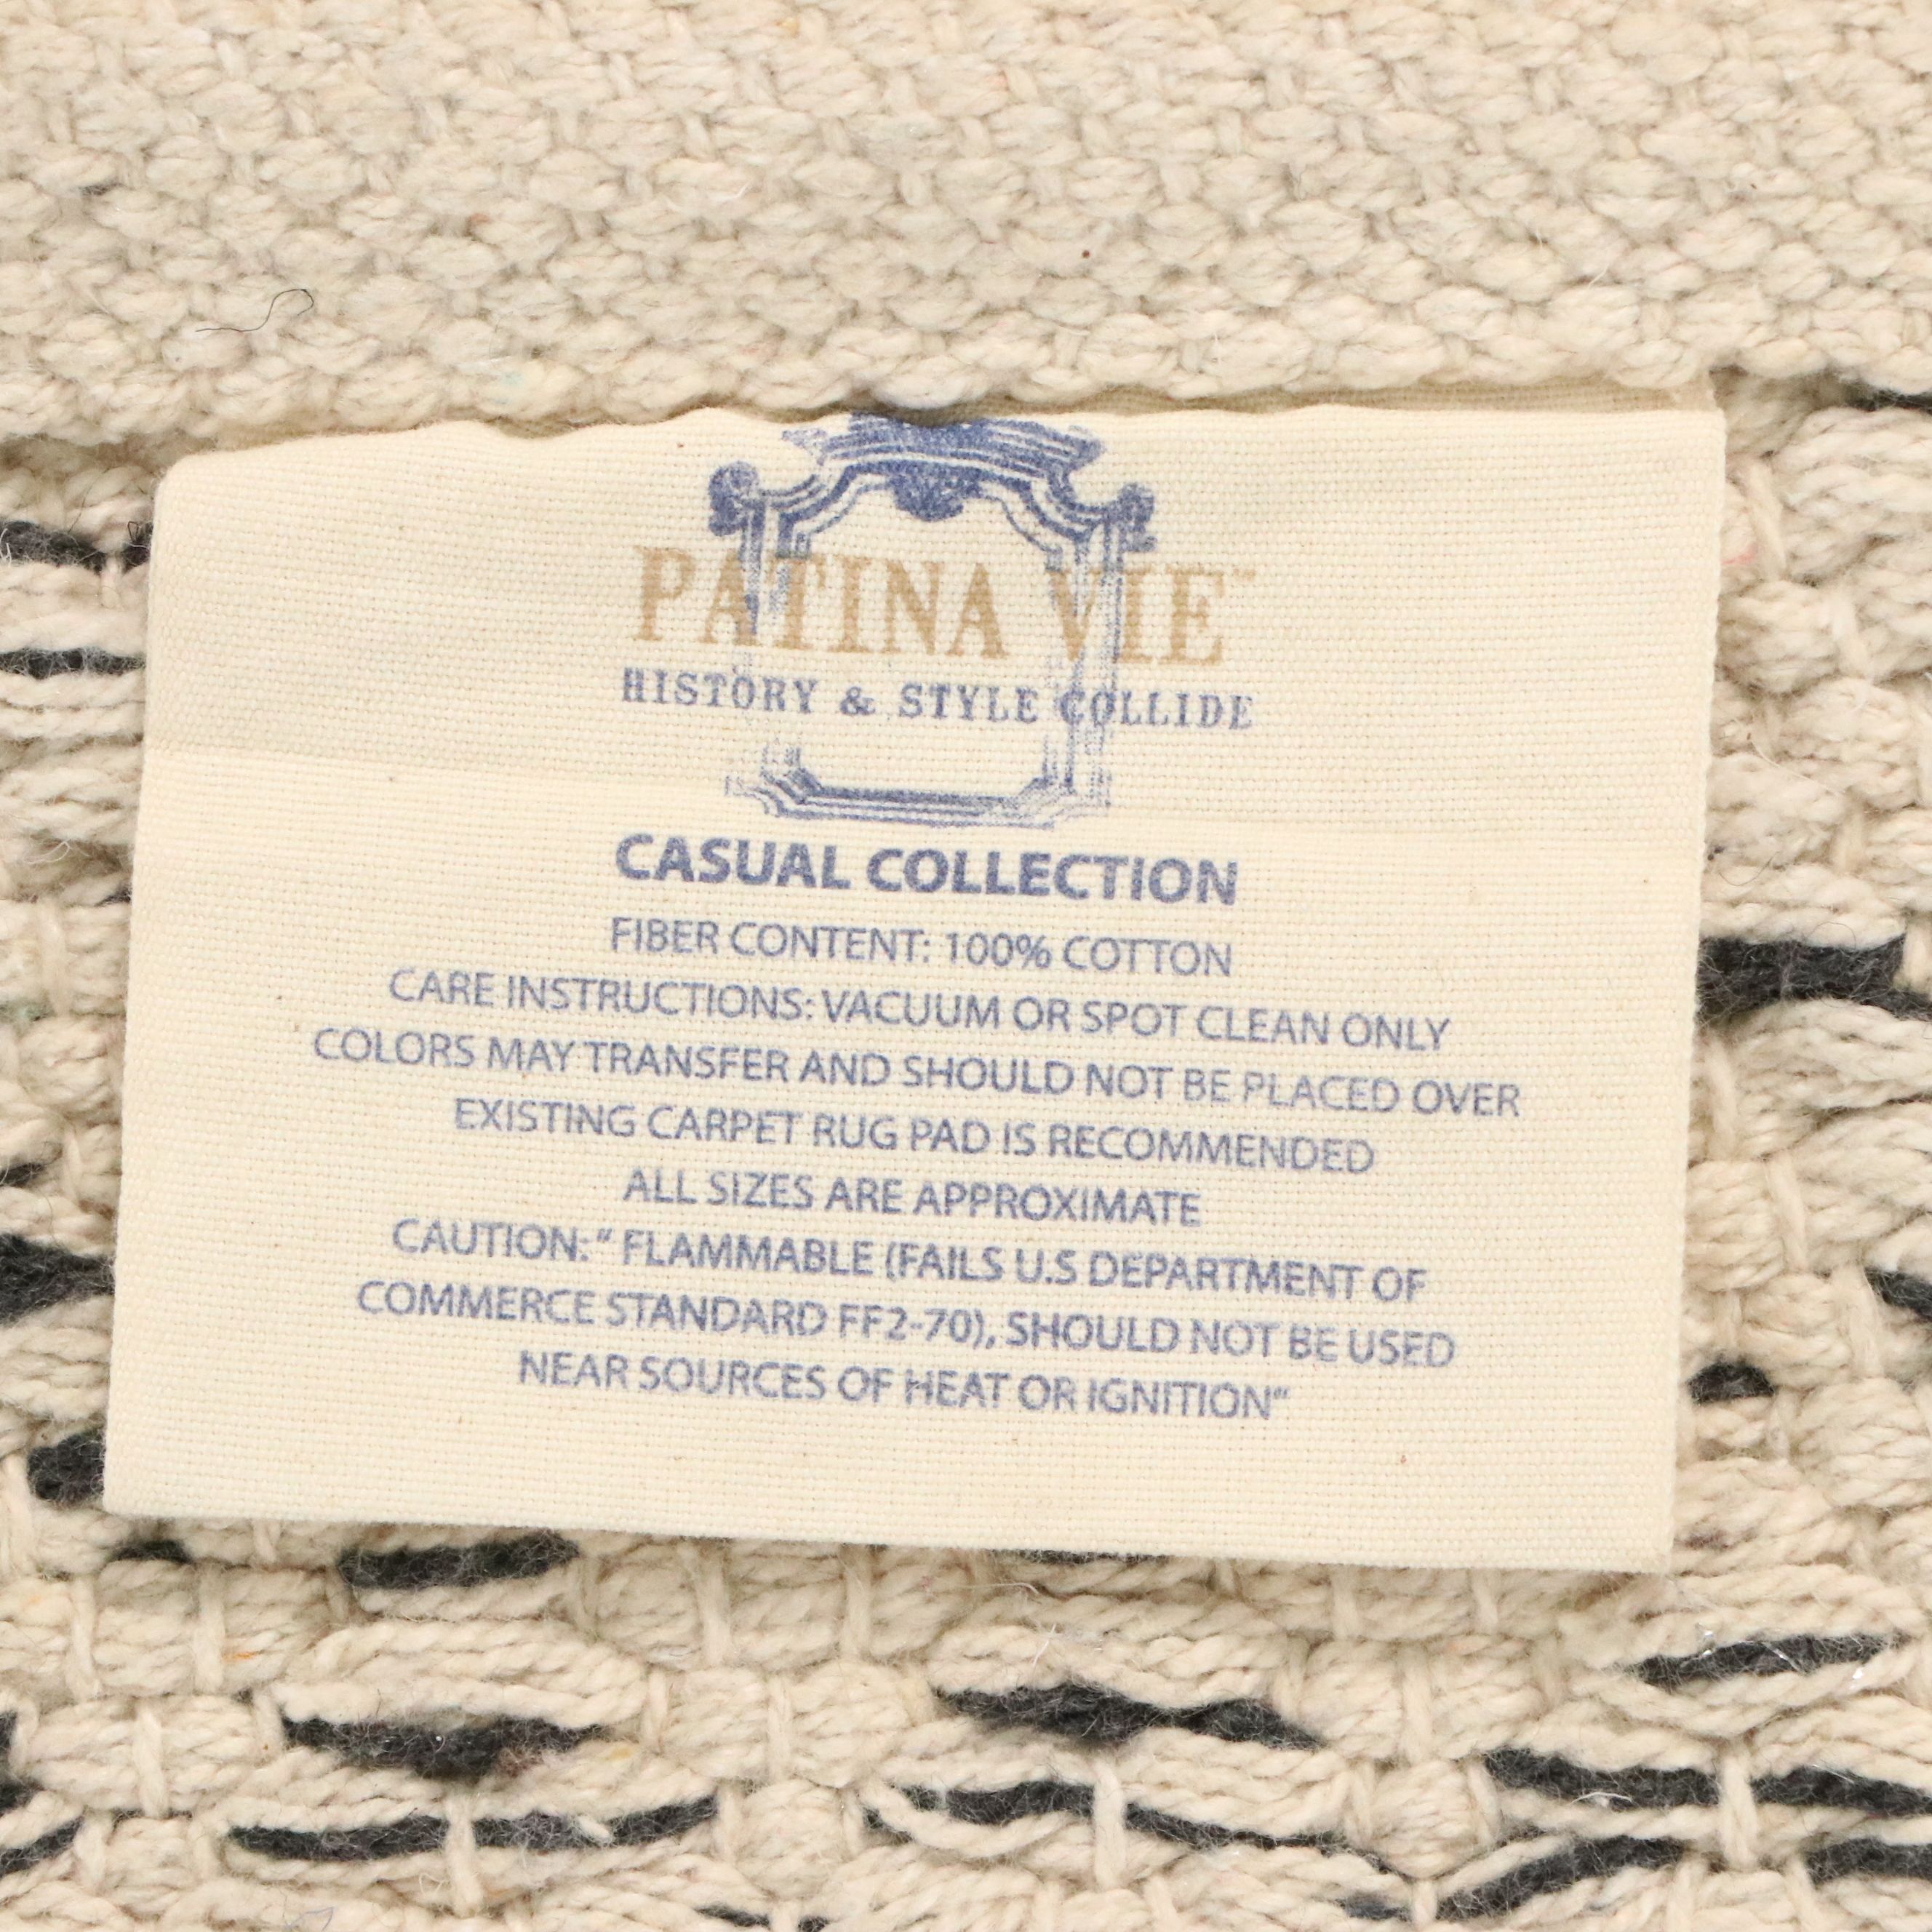 PATINA VIE™
HISTORY & STYLE COLLIDE
CASUAL COLLECTION
FIBER CONTENT: 100% COTTON
CARE INSTRUCTIONS: VACUUM OR SPOT CLEAN ONLY
COLORS MAY TRANSFER AND SHOULD NOT BE PLACED OVER
EXISTING CARPET RUG PAD IS RECOMMENDED
ALL SIZES ARE APPROXIMATE
CAUTION: “ FLAMMABLE (FAILS U.S DEPARTMENT OF
COMMERCE STANDARD FF2-70), SHOULD NOT BE USED
NEAR SOURCES OF HEAT OR IGNITION“